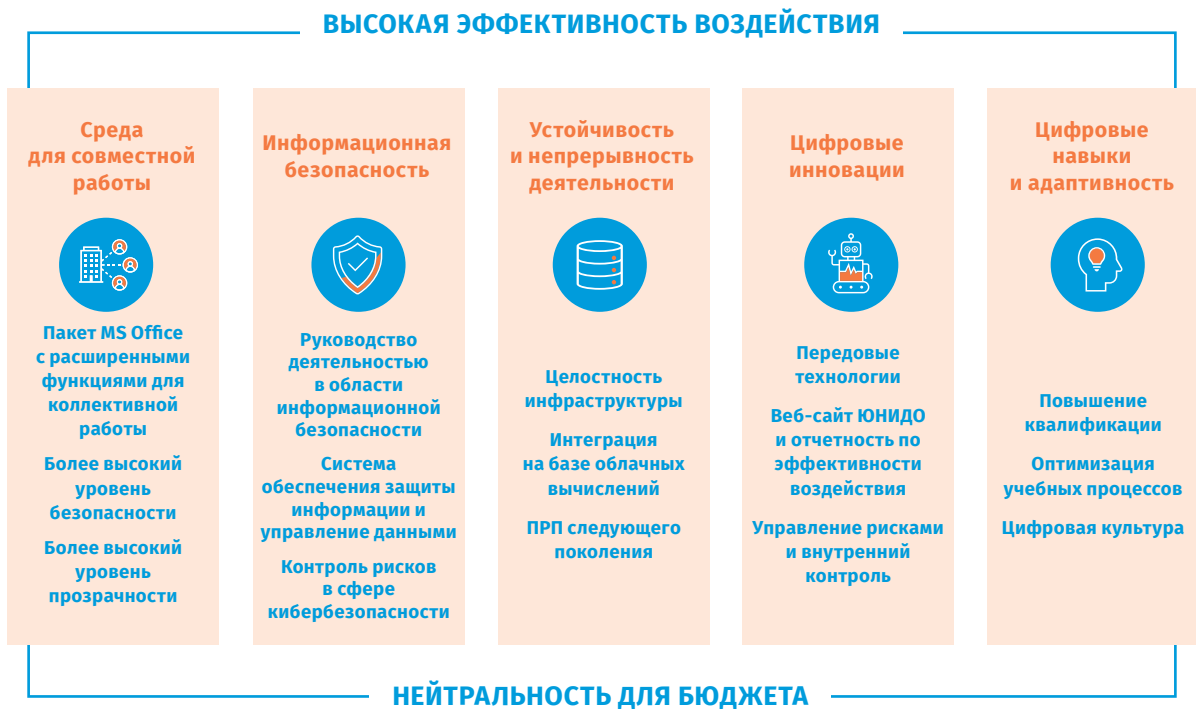 ВЫСОКАЯ ЭФФЕКТИВНОСТЬ ВОЗДЕЙСТВИЯ
Среда
для совместной
работы
Пакет MS Office
с расширенными
функциями для
коллективной
работы
Более высокий
уровень
безопасности
Более высокий
уровень
прозрачности
Информационная
безопасность
Руководство
деятельностью
в области
информационной
безопасности
Система
обеспечения защиты
информации и
управление данными
Контроль рисков
в сфере
кибербезопасности
Устойчивость
и непрерывность
деятельности
Целостность
инфраструктуры
Интеграция
на базе облачных
вычислений
ПРП следующего
поколения
Цифровые
инновации
Передовые
технологии
Веб-сайт ЮНИДО
и отчетность по
эффективности
воздействия
Управление рисками
и внутренний
контроль
Цифровые
навыки
и адаптивность
Повышение
квалификации
Оптимизация
учебных процессов
Цифровая культура
НЕЙТРАЛЬНОСТЬ ДЛЯ БЮДЖЕТА